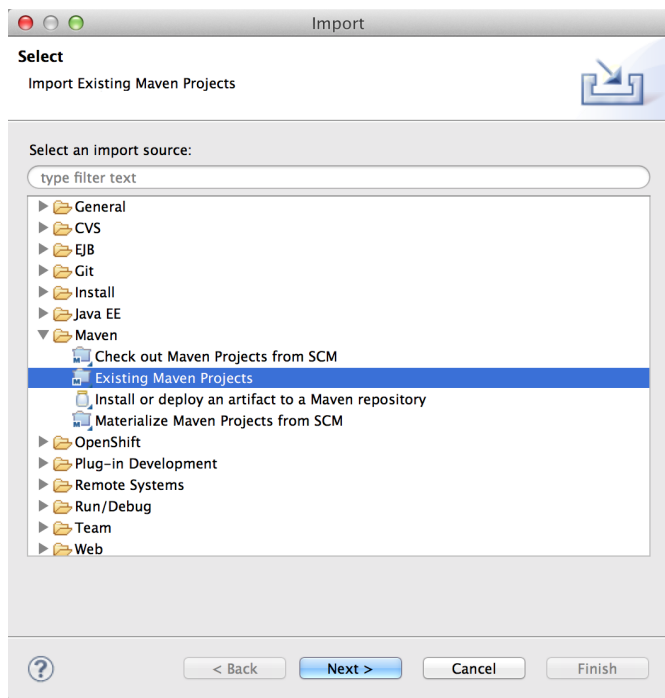 Import
Select
Import Existing Maven Projects
Select an import source:
type filter text
General
CVS
EJB
Git
Install
Java EE
Maven
Check out Maven Projects from SCM
Existing Maven Projects
Install or deploy an artifact to a Maven repository
Materialize Maven Projects from SCM
OpenShift
Plug-in Development
Remote Systems
Run/Debug
Team
Web
? < Back Next > Cancel Finish